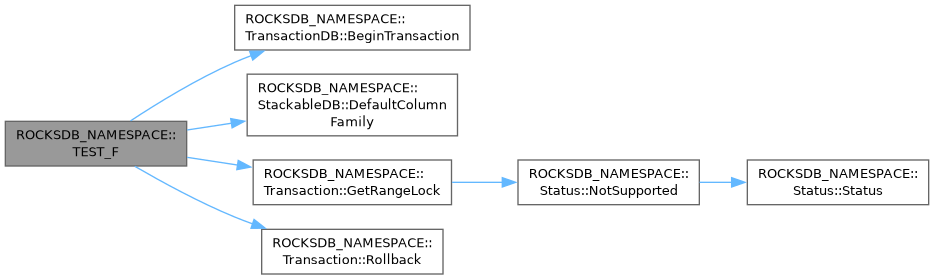 ROCKSDB_NAMESPACE::
TEST_F
ROCKSDB_NAMESPACE::
TransactionDB::BeginTransaction
ROCKSDB_NAMESPACE::
StackableDB::DefaultColumn
Family
ROCKSDB_NAMESPACE::
Transaction::GetRangeLock
ROCKSDB_NAMESPACE::
Status::NotSupported
ROCKSDB_NAMESPACE::
Status::Status
ROCKSDB_NAMESPACE::
Transaction::Rollback